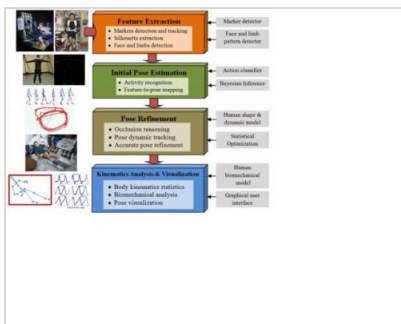 Feature Extraction
• Markers detection and tracking
• Silhouette extraction
• Face and limbs detection
Marker detector
Face and limb
pattern detector
Initial Pose Estimation
• Activity recognition
• Feature-to-pose mapping
Action classifier
Bayesian Inference
Pose Refinement
• Occlusion reasoning
• Pose dynamic tracking
• Accurate pose refinement
Human shape &
dynamic model
Statistical
Optimization
Kinematics Analysis & Visualization
• Body kinematics statistics
• Biomechanical analysis
• Pose visualization
Human
biomechanical
model
Graphical user
interface